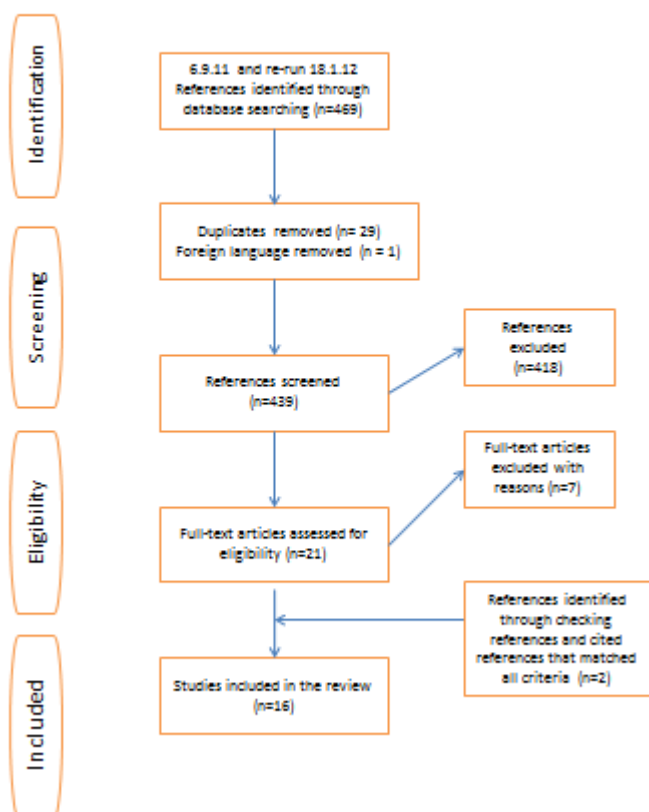 Identification
6.9.11 and re-run 18.1.12
References identified through
database searching (n=469)
Duplicates removed (n= 29)
Foreign language removed (n = 1)
Screening
References screened
(n=439)
References
excluded
(n=418)
Eligibility
Full-text articles assessed for
eligibility (n=21)
Full-text articles
excluded with
reasons (n=7)
References identified
through checking
references and cited
references that matched
all criteria (n=2)
Included
Studies included in the review
(n=16)